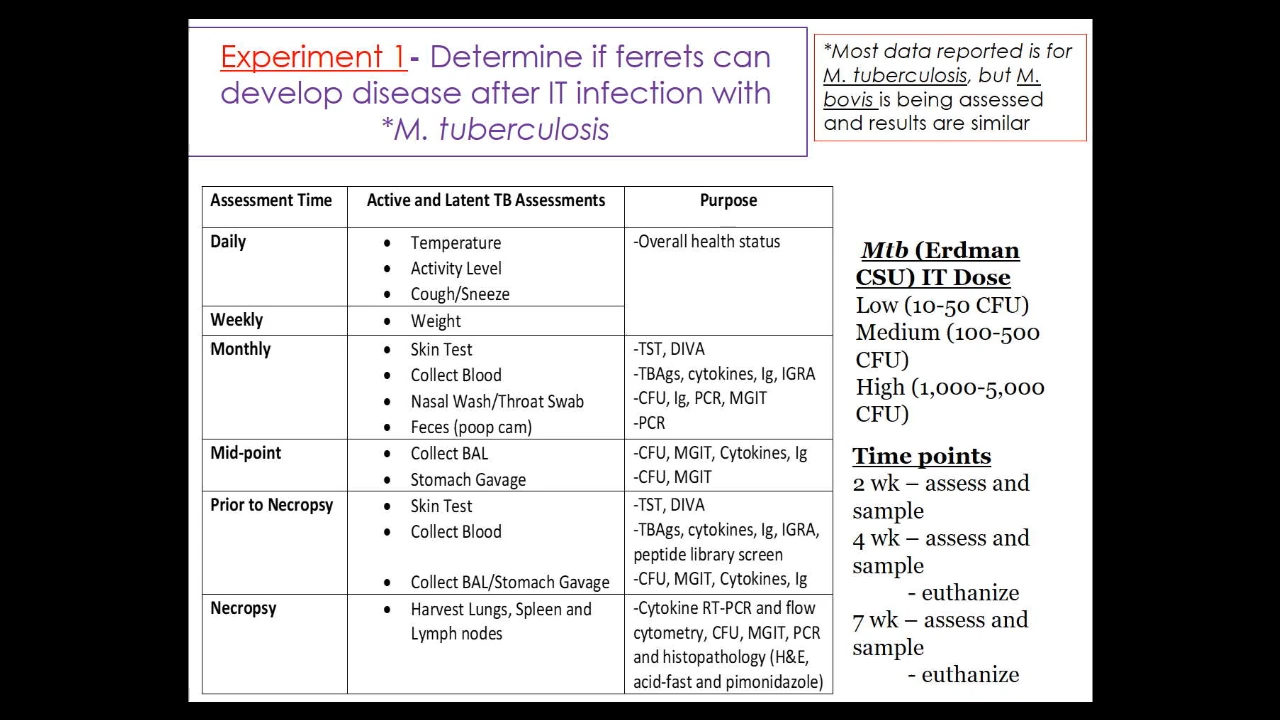 Experiment 1- Determine if ferrets can
develop disease after IT infection with
*M. tuberculosis
*Most data reported is for
M. tuberculosis, but M.
bovis is being assessed
and results are similar
Assessment Time Active and Latent TB Assessments Purpose
Daily
• Temperature
• Activity Level
• Cough/Sneeze
-Overall health status
Weekly
• Weight
Monthly
• Skin Test
• Collect Blood
• Nasal Wash/Throat Swab
• Feces (poop cam)
-TST, DIVA
-TBAgs, cytokines, Ig, IGRA
-CFU, Ig, PCR, MGIT
-PCR
Mid-point
• Collect BAL
• Stomach Gavage
-CFU, MGIT, Cytokines, Ig
-CFU, MGIT
Prior to Necropsy
• Skin Test
• Collect Blood
• Collect BAL/Stomach Gavage
-TST, DIVA
-TBAgs, cytokines, Ig, IGRA,
peptide library screen
-CFU, MGIT, Cytokines, Ig
Necropsy
• Harvest Lungs, Spleen and
Lymph nodes
-Cytokine RT-PCR and flow
cytometry, CFU, MGIT, PCR
and histopathology (H&E,
acid-fast and pimonidazole)
Mtb (Erdman
CSU) IT Dose
Low (10-50 CFU)
Medium (100-500
CFU)
High (1,000-5,000
CFU)
Time points
2 wk – assess and
sample
4 wk – assess and
sample
- euthanize
7 wk – assess and
sample
- euthanize